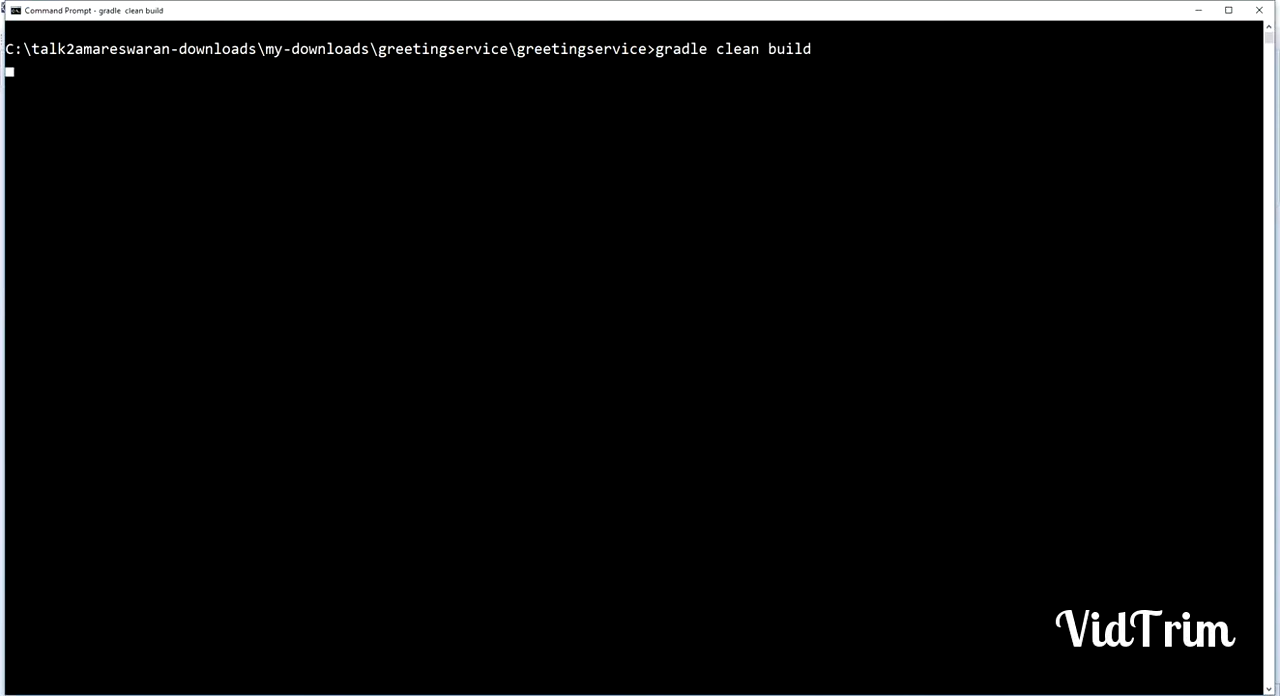 Command Prompt - gradle  clean build
C:\talk2amareswaran-downloads\my-downloads\greetingservice\greetingservice>gradle clean build
VidTrim